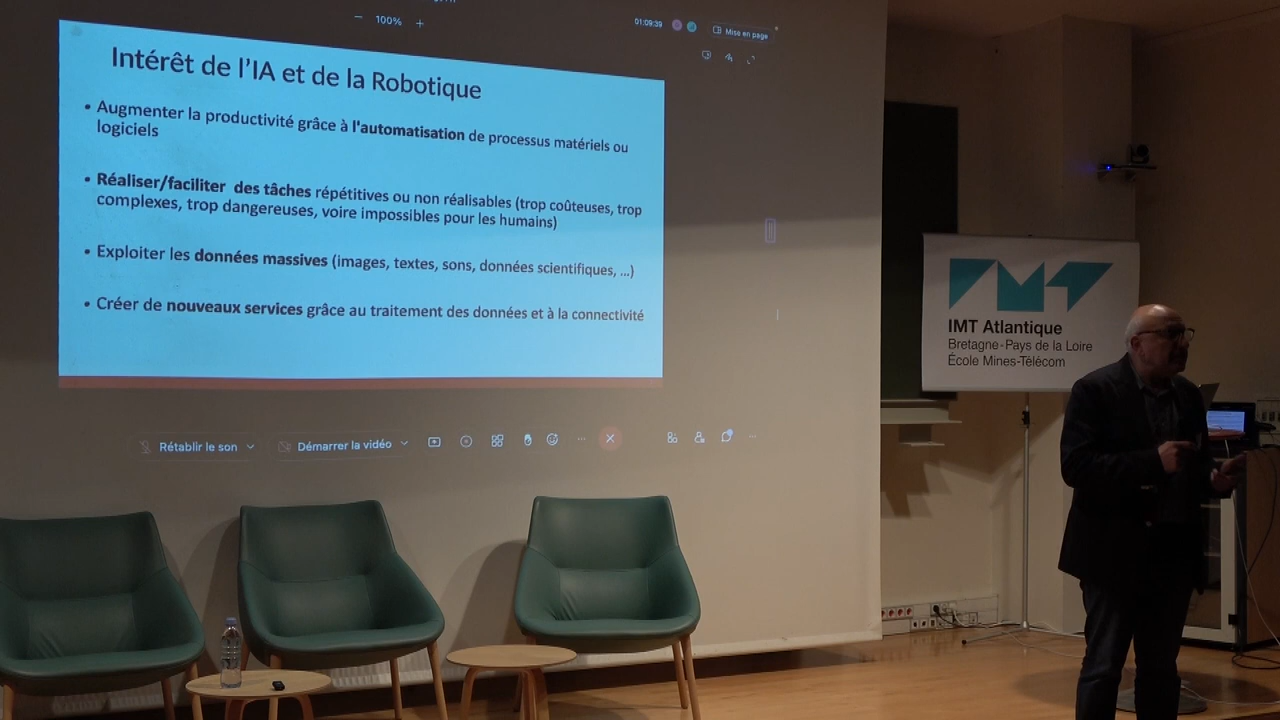 100%
01:09:39
Mise en page
Intérêt de l'IA et de la Robotique
• Augmenter la productivité grâce à l'automatisation de processus matériels ou
logiciels
• Réaliser/faciliter des tâches répétitives ou non réalisables (trop coûteuses, trop
complexes, trop dangereuses, voire impossibles pour les humains)
• Exploiter les données massives (images, textes, sons, données scientifiques, ...)
• Créer de nouveaux services grâce au traitement des données et à la connectivité
Rétablir le son
Démarrer la vidéo
IMT
IMT Atlantique
Bretagne-Pays de la Loire
École Mines-Télécom